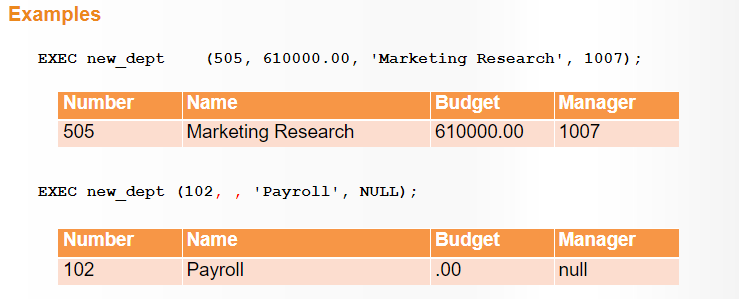 Examples
EXEC new_dept (505, 610000.00, 'Marketing Research', 1007);
Number Name Budget Manager
505 Marketing Research 610000.00 1007
EXEC new_dept (102, , 'Payroll', NULL);
Number Name Budget Manager
102 Payroll .00 null